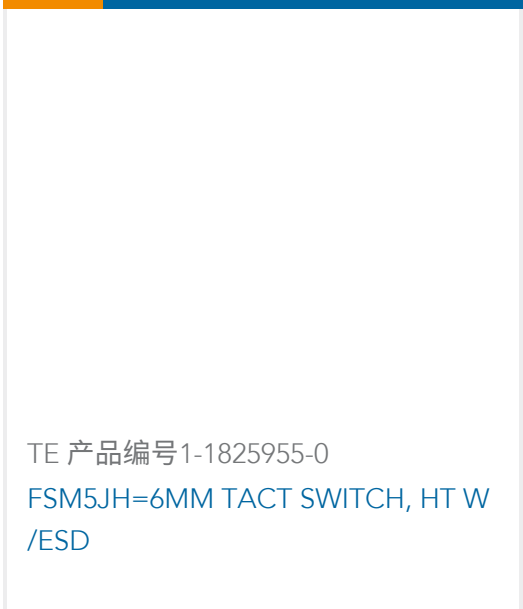 TE 产品编号1-1825955-0
FSM5JH=6MM TACT SWITCH, HT W
/ESD